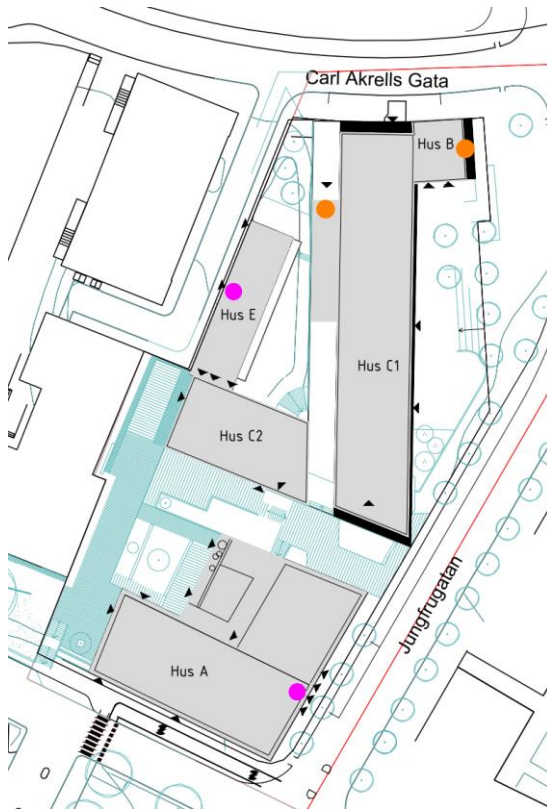 Carl Akrells Gata
Hus B
Hus E
Hus C1
Hus C2
Jungfrugatan
Hus A